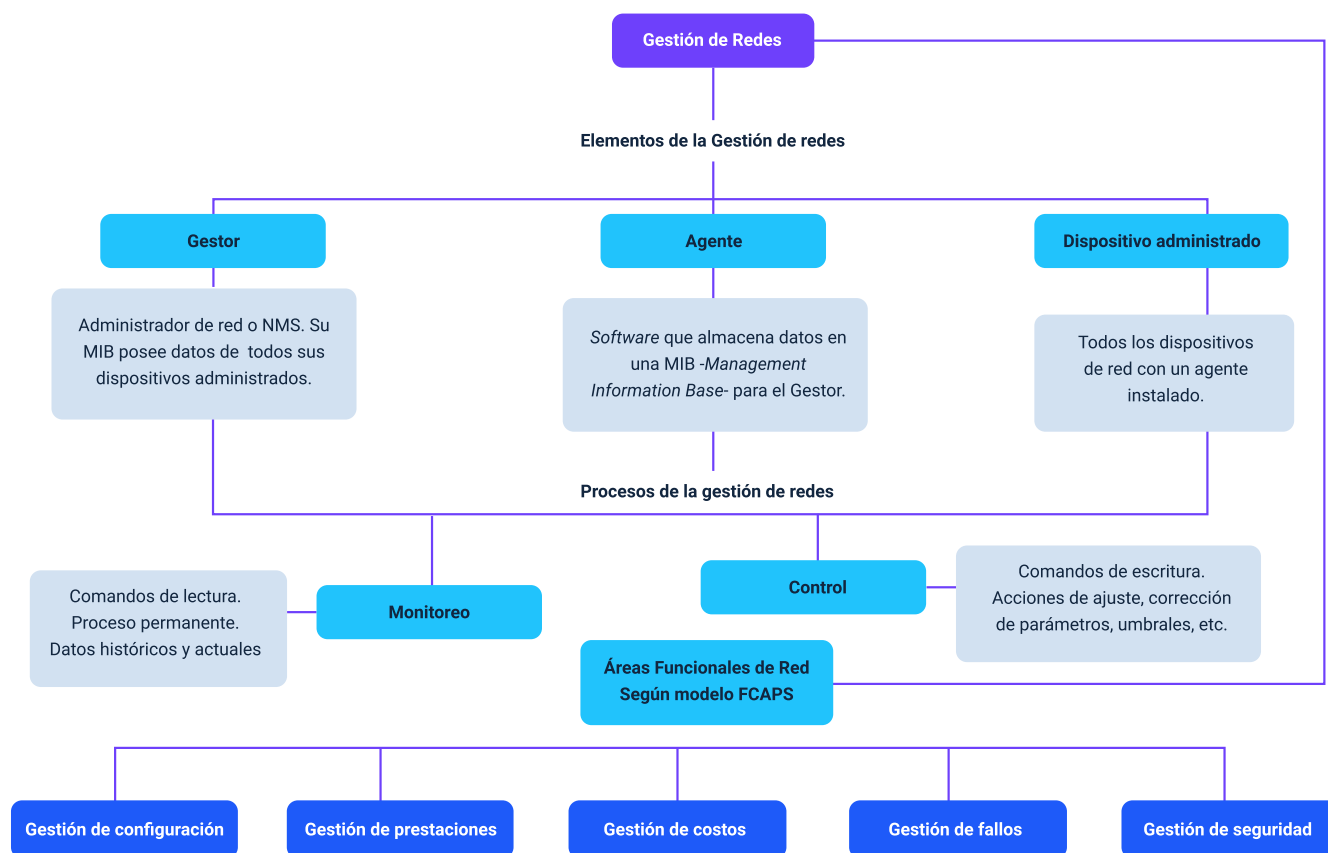 Gestión de Redes
Elementos de la Gestión de redes
Gestor
Agente
Dispositivo administrado
Administrador de red o NMS. Su
MIB posee datos de todos sus
dispositivos administrados.
Software que almacena datos en
una MIB -Management
Information Base- para el Gestor.
Todos los dispositivos
de red con un agente
instalado.
Procesos de la gestión de redes
Comandos de lectura.
Proceso permanente.
Datos históricos y actuales
Monitoreo
Control
Comandos de escritura.
Acciones de ajuste, corrección
de parámetros, umbrales, etc.
Áreas Funcionales de Red
Según modelo FCAPS
Gestión de configuración
Gestión de prestaciones
Gestión de costos
Gestión de fallos
Gestión de seguridad